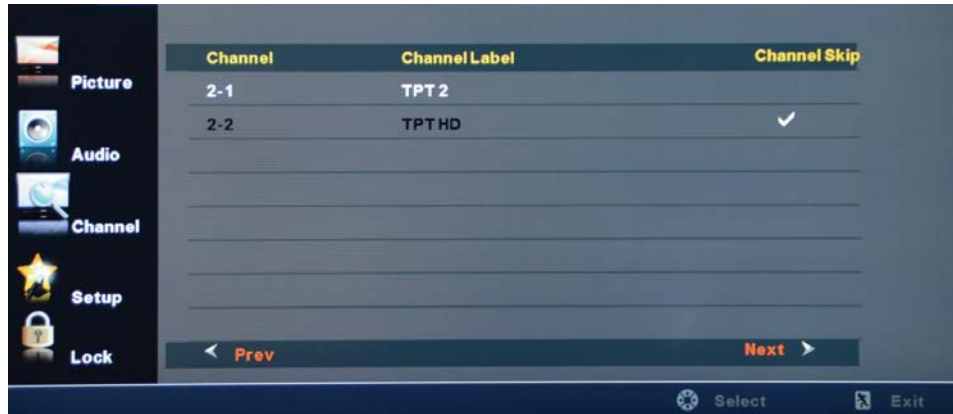 Picture
Audio
Channel
Setup
Lock
Channel Channel Label Channel Skip
2-1 TPT 2
2-2 TPT HD
Prev Next
Select Exit